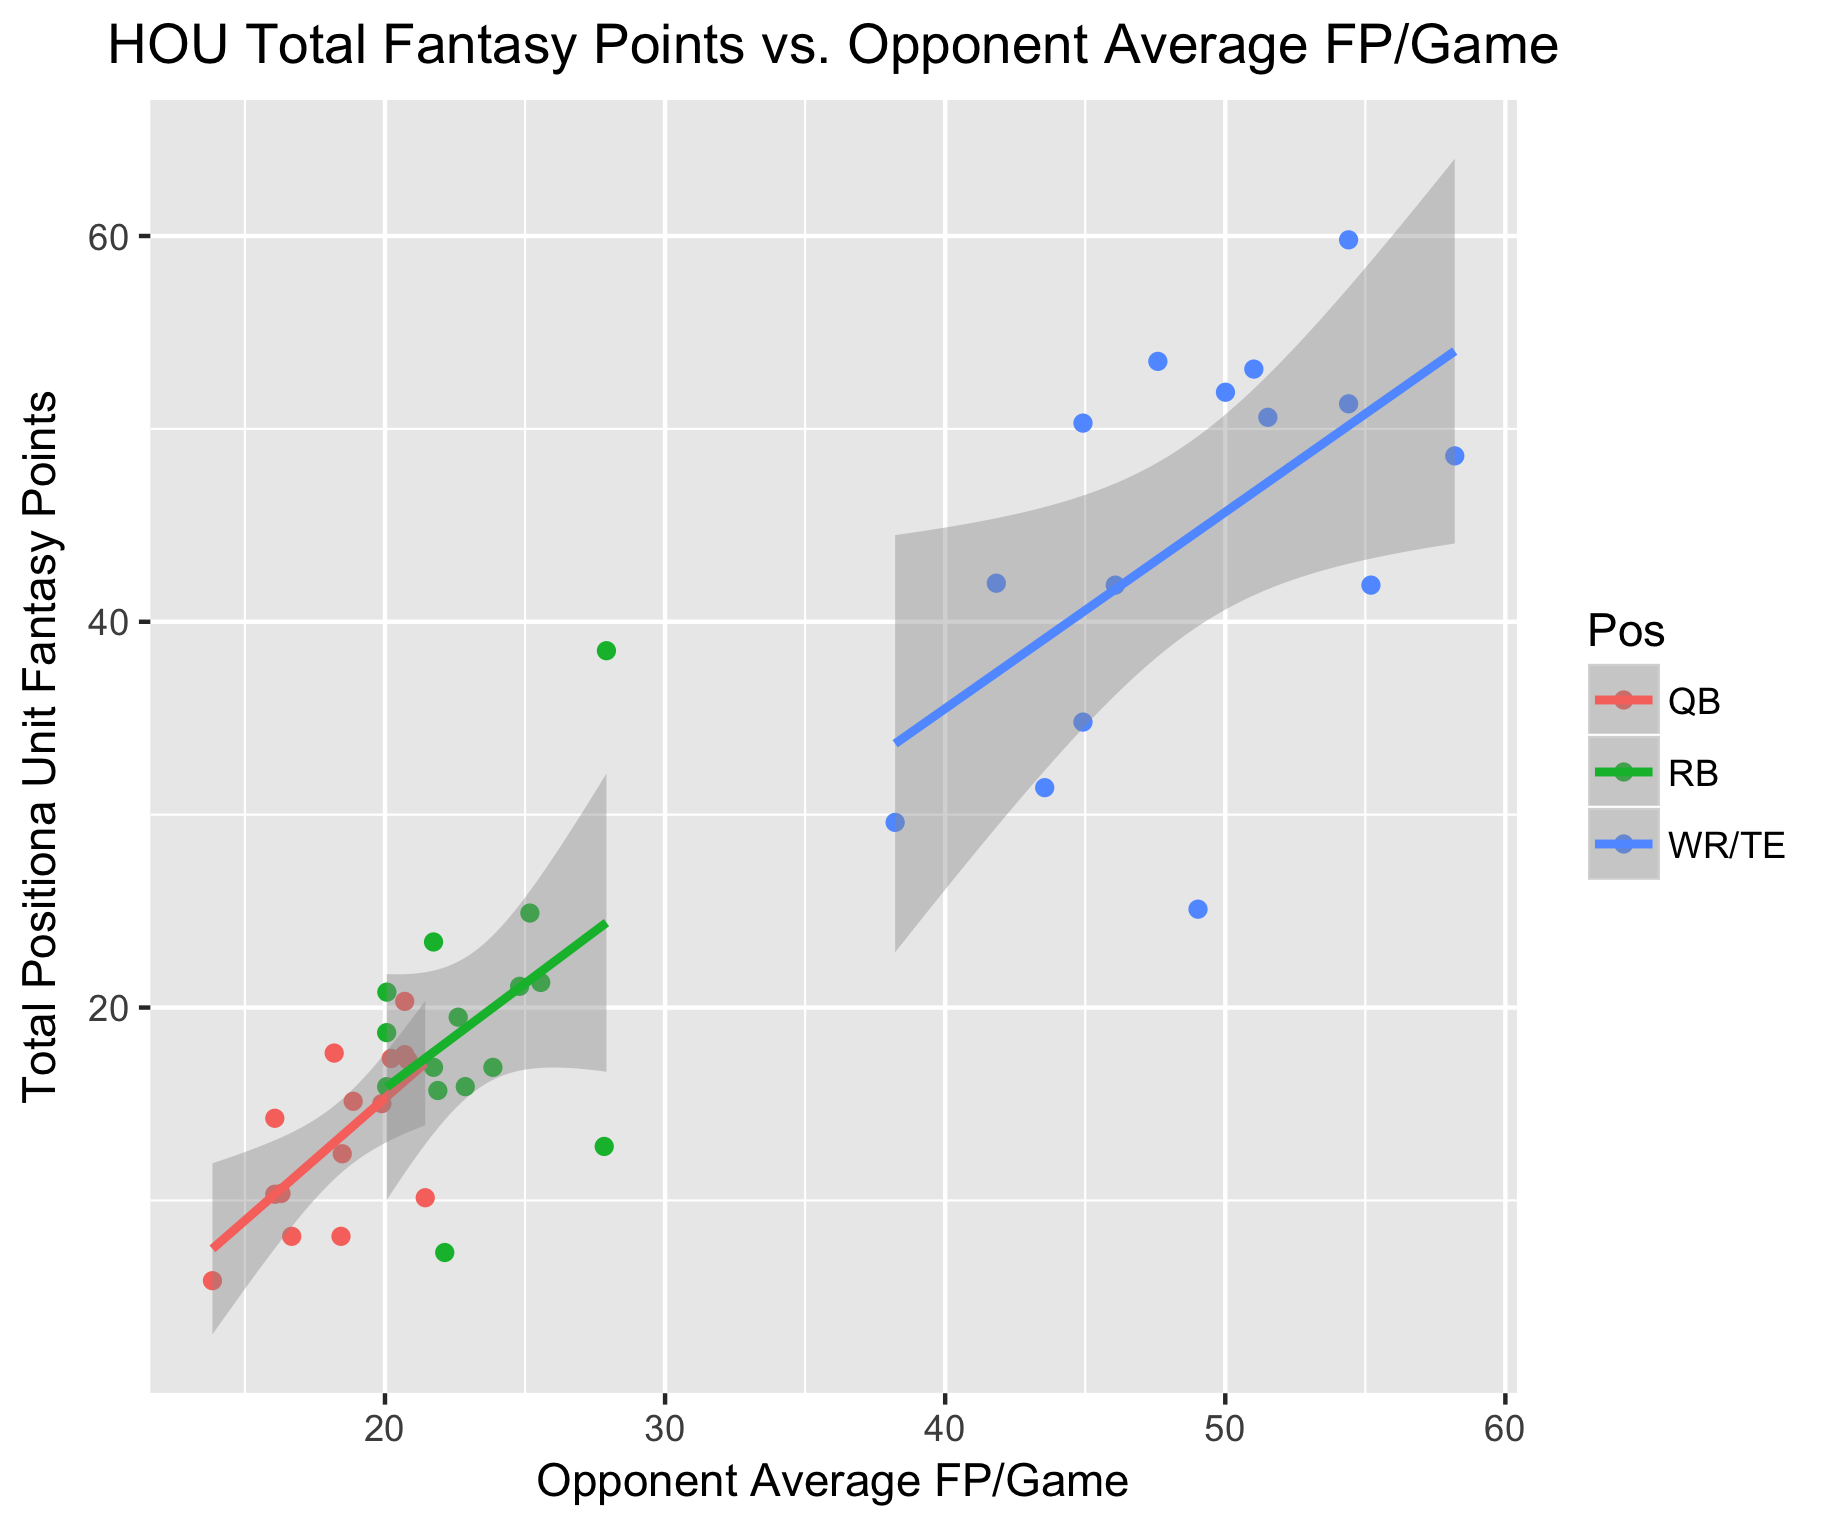 HOU Total Fantasy Points vs. Opponent Average FP/Game
Total Positiona Unit Fantasy Points
60
40
20
20
30
40
50
60
Opponent Average FP/Game
Pos
QB
RB
WR/TE